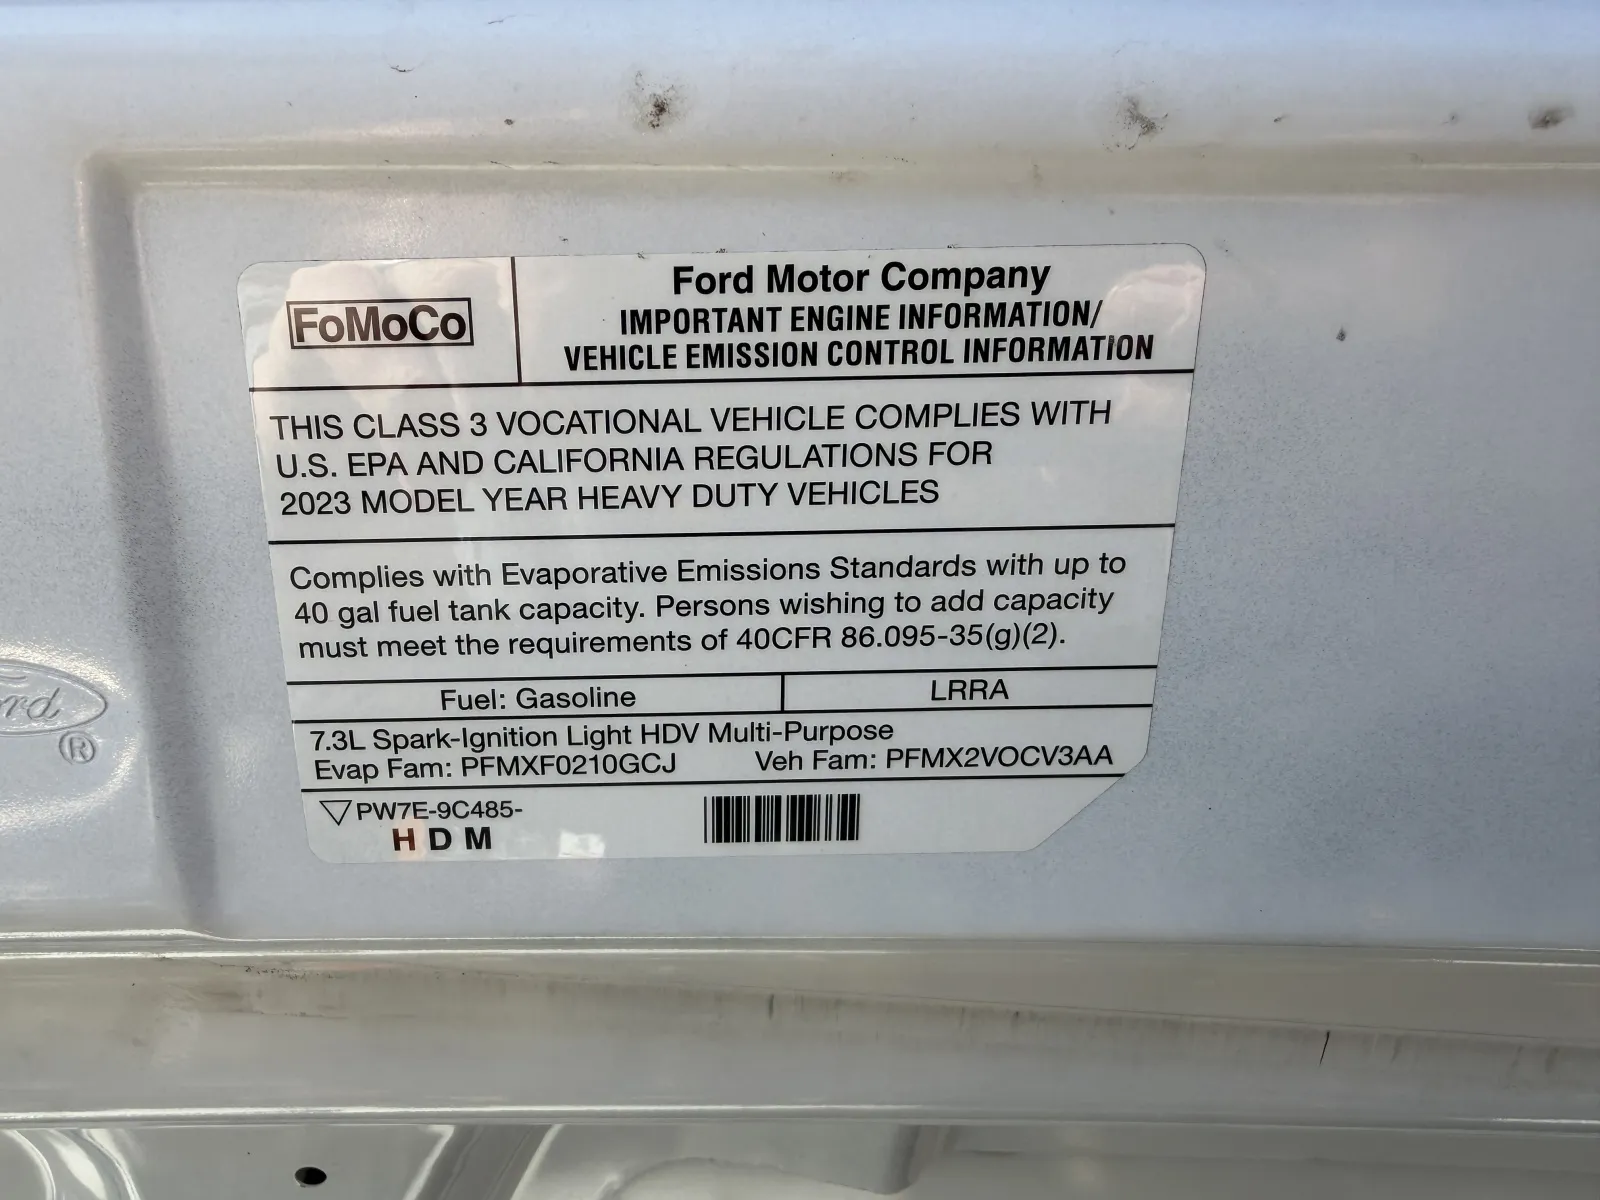 FoMoCo
Ford Motor Company
IMPORTANT ENGINE INFORMATION/
VEHICLE EMISSION CONTROL INFORMATION
THIS CLASS 3 VOCATIONAL VEHICLE COMPLIES WITH
U.S. EPA AND CALIFORNIA REGULATIONS FOR
2023 MODEL YEAR HEAVY DUTY VEHICLES
Complies with Evaporative Emissions Standards with up to
40 gal fuel tank capacity. Persons wishing to add capacity
must meet the requirements of 40CFR 86.095-35(g)(2).
Fuel: Gasoline LRRA
7.3L Spark-Ignition Light HDV Multi-Purpose
Evap Fam: PFMXF0210GCJ Veh Fam: PFMX2VOCV3AA
PW7E-9C485-
H D M
®